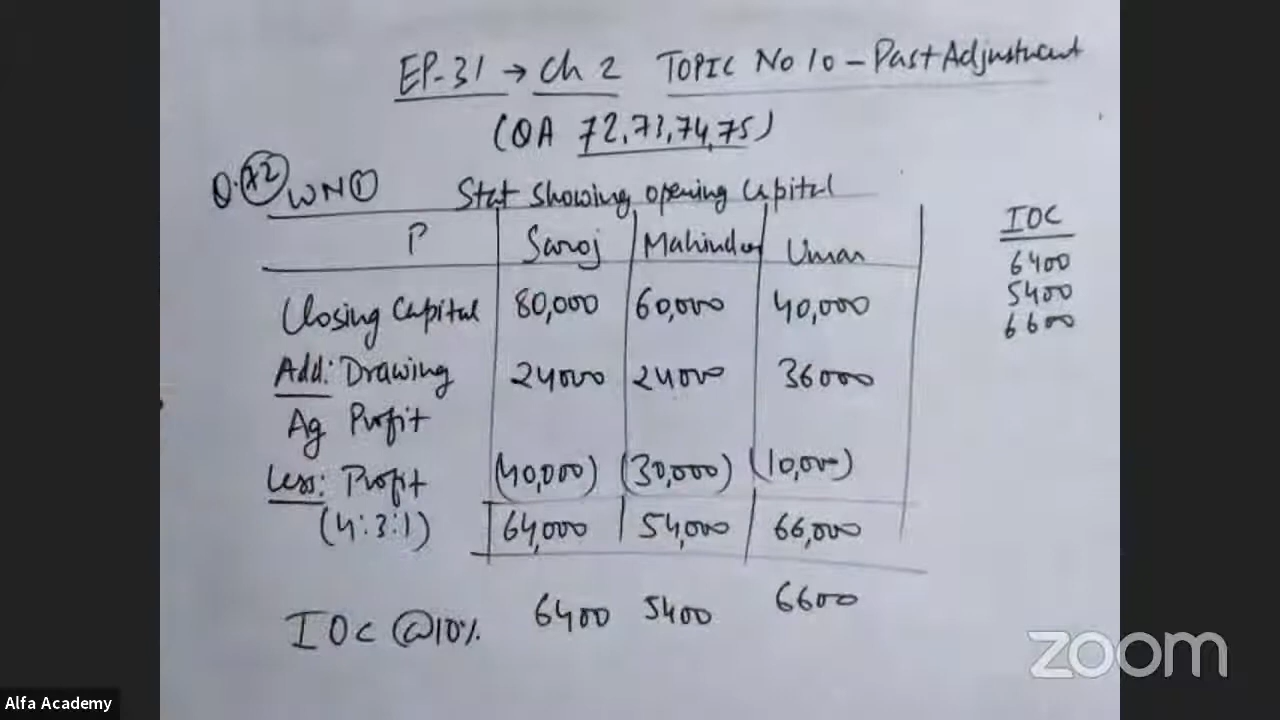 EP-31 → Ch 2 TOPIC No 10 - Past Adjustment
(QA 72,73,74,75)
Q.72 WN① Stat showing opening Capital
P Saroj Mahinder Umar
IOC
6400
5400
6600
Closing Capital 80,000 60,000 40,000
Add: Drawing 24000 24000 36000
Ag Profit
Less: Profit (40,000) (30,000) (10,000)
(4:3:1) 64,000 54,000 66,000
IOC @10% 6400 5400 6600
zoom
Alfa Academy